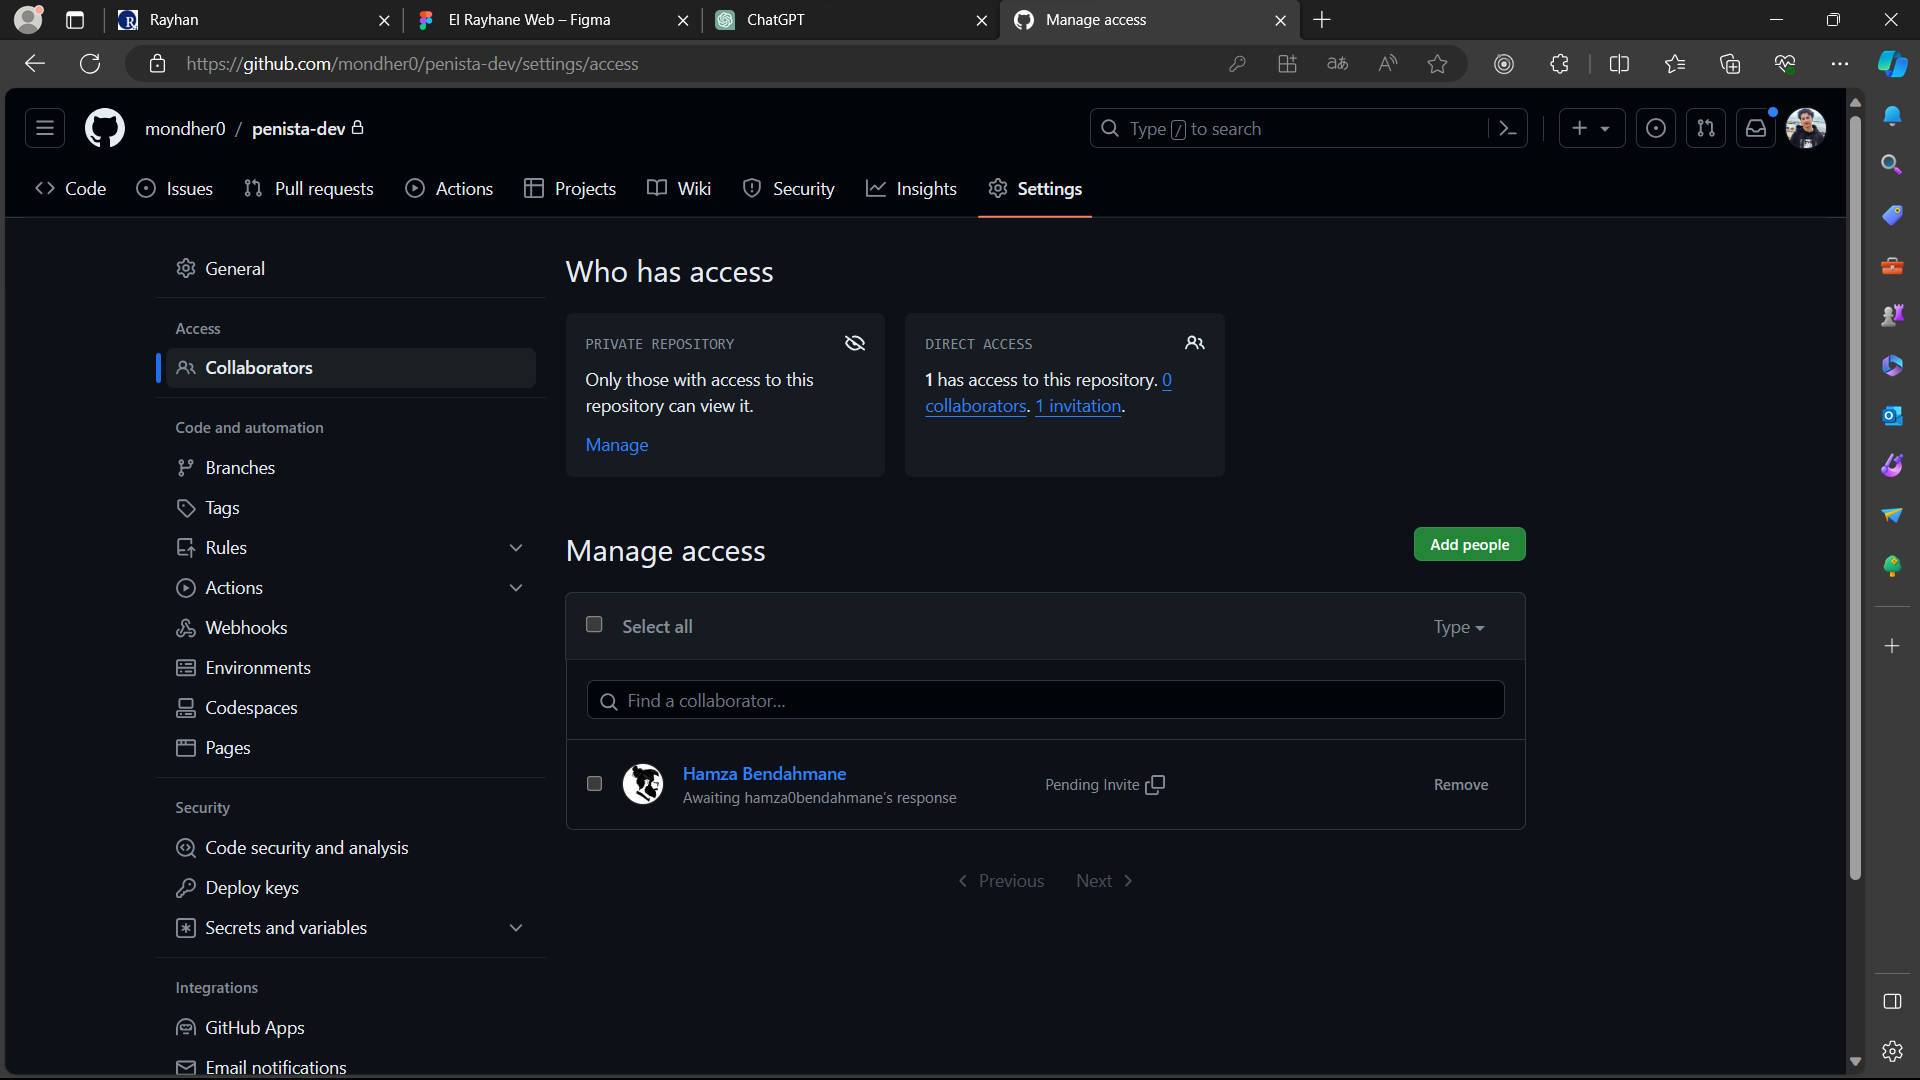 Rayhan
El Rayhane Web – Figma
ChatGPT
Manage access
https://github.com/mondher0/penista-dev/settings/access
mondher0 / penista-dev
Type / to search
Code
Issues
Pull requests
Actions
Projects
Wiki
Security
Insights
Settings
General
Access
Collaborators
Code and automation
Branches
Tags
Rules
Actions
Webhooks
Environments
Codespaces
Pages
Security
Code security and analysis
Deploy keys
Secrets and variables
Integrations
GitHub Apps
Email notifications
Who has access
PRIVATE REPOSITORY
Only those with access to this
repository can view it.
Manage
DIRECT ACCESS
1 has access to this repository. 0
collaborators. 1 invitation.
Manage access
Add people
Select all
Type
Find a collaborator...
Hamza Bendahmane
Awaiting hamza0bendahmane's response
Pending Invite
Remove
Previous
Next